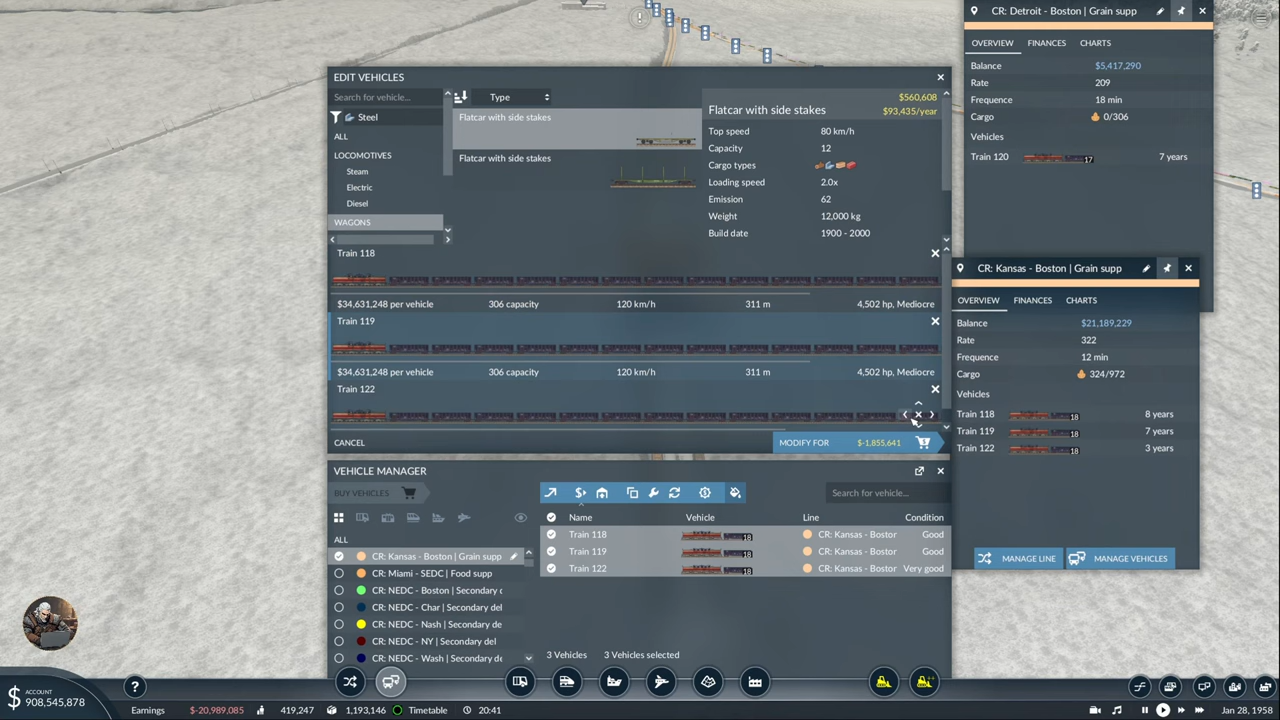 EDIT VEHICLES
Search for vehicle...
Type
Steel
ALL
LOCOMOTIVES
Steam
Electric
Diesel
WAGONS
Flatcar with side stakes
Flatcar with side stakes
Flatcar with side stakes
$560,608
$93,435/year
Top speed 80 km/h
Capacity 12
Cargo types
Loading speed 2.0x
Emission 62
Weight 12,000 kg
Build date 1900 - 2000
Train 118
$34,631,248 per vehicle 306 capacity 120 km/h 311 m 4,502 hp, Mediocre
Train 119
$34,631,248 per vehicle 306 capacity 120 km/h 311 m 4,502 hp, Mediocre
Train 122
CANCEL
MODIFY FOR $-1,855,641
VEHICLE MANAGER
BUY VEHICLES
Search for vehicle...
ALL
CR: Kansas - Boston | Grain supp
CR: Miami - SEDC | Food supp
CR: NEDC - Boston | Secondary c
CR: NEDC - Char | Secondary del
CR: NEDC - Nash | Secondary de
CR: NEDC - NY | Secondary del
CR: NEDC - Wash | Secondary de
Name Vehicle Line Condition
Train 118 18 CR: Kansas - Bostor Good
Train 119 18 CR: Kansas - Bostor Good
Train 122 18 CR: Kansas - Bostor Very good
3 Vehicles 3 Vehicles selected
CR: Detroit - Boston | Grain supp
OVERVIEW FINANCES CHARTS
Balance $5,417,290
Rate 209
Frequence 18 min
Cargo 0/306
Vehicles
Train 120 17 7 years
CR: Kansas - Boston | Grain supp
OVERVIEW FINANCES CHARTS
Balance $21,189,229
Rate 322
Frequence 12 min
Cargo 324/972
Vehicles
Train 118 18 8 years
Train 119 18 7 years
Train 122 18 3 years
MANAGE LINE MANAGE VEHICLES
$ ACCOUNT
908,545,878
?
Earnings $-20,989,085 419,247 1,193,146 Timetable 20:41
Jan 28, 1958